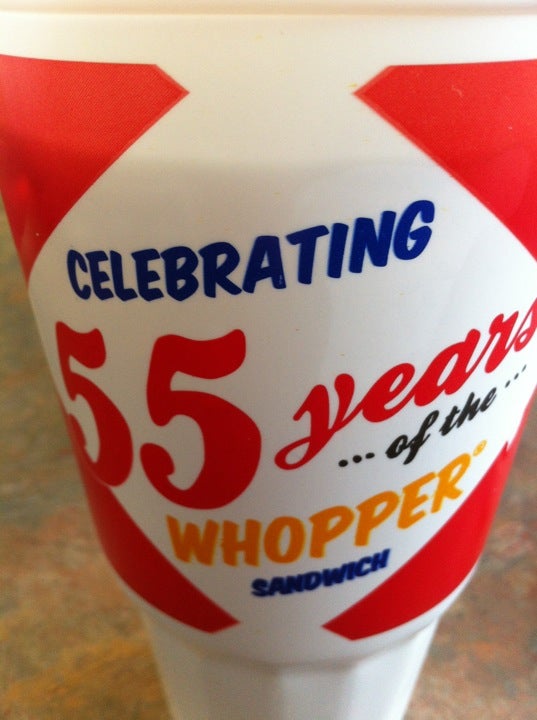 CELEBRATING
55 years
... of the ...
WHOPPER®
SANDWICH